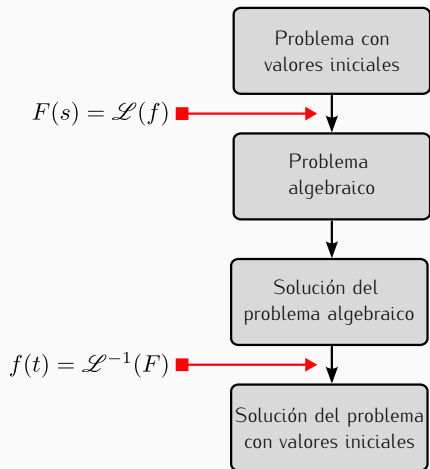 Problema con
valores iniciales
F(s) = ℒ(f)
Problema
algebraico
Solución del
problema algebraico
f(t) = ℒ⁻¹(F)
Solución del problema
con valores iniciales